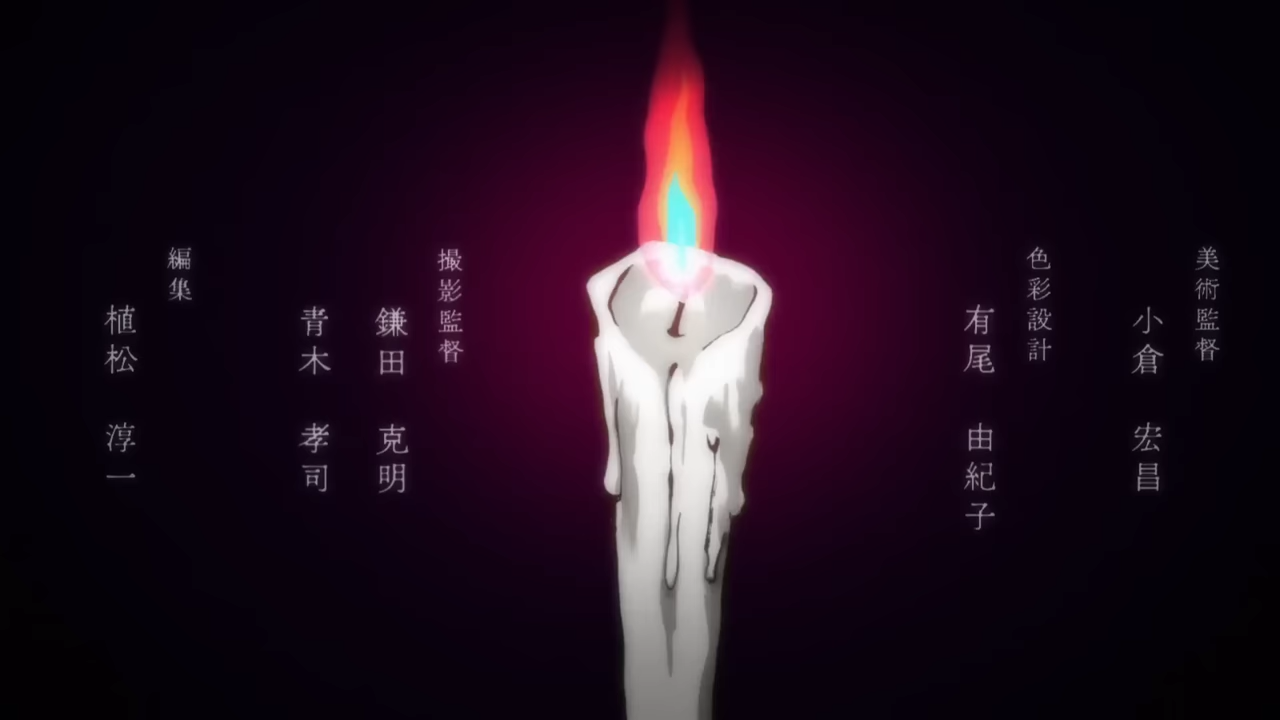 美術監督
小倉 宏昌
色彩設計
有尾 由紀子
撮影監督
鎌田 克明
青木 孝司
編集
植松 淳一